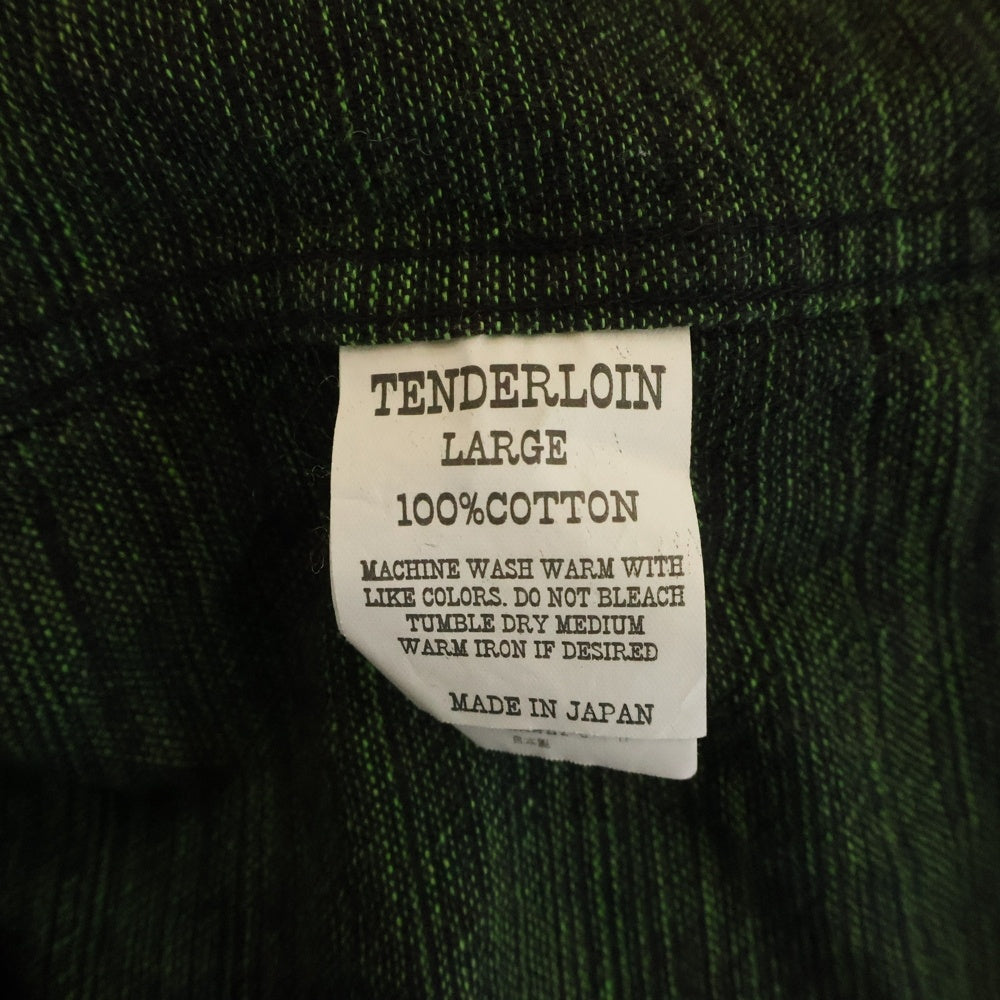 TENDERLOIN
LARGE
100%COTTON
MACHINE WASH WARM WITH
LIKE COLORS. DO NOT BLEACH
TUMBLE DRY MEDIUM
WARM IRON IF DESIRED
MADE IN JAPAN